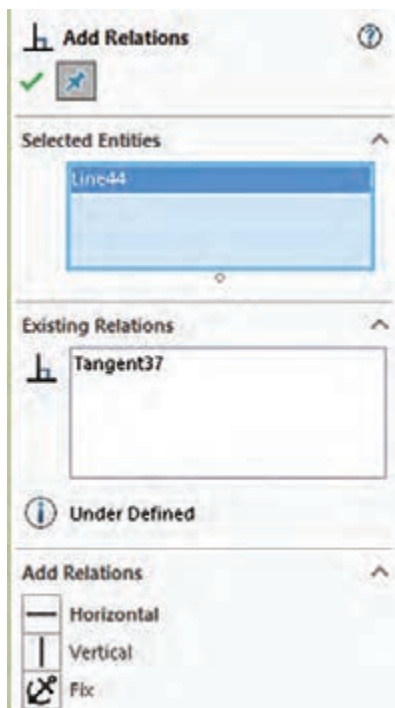 Add Relations
Selected Entities
Line44
Existing Relations
Tangent37
Under Defined
Add Relations
Horizontal
Vertical
Fix